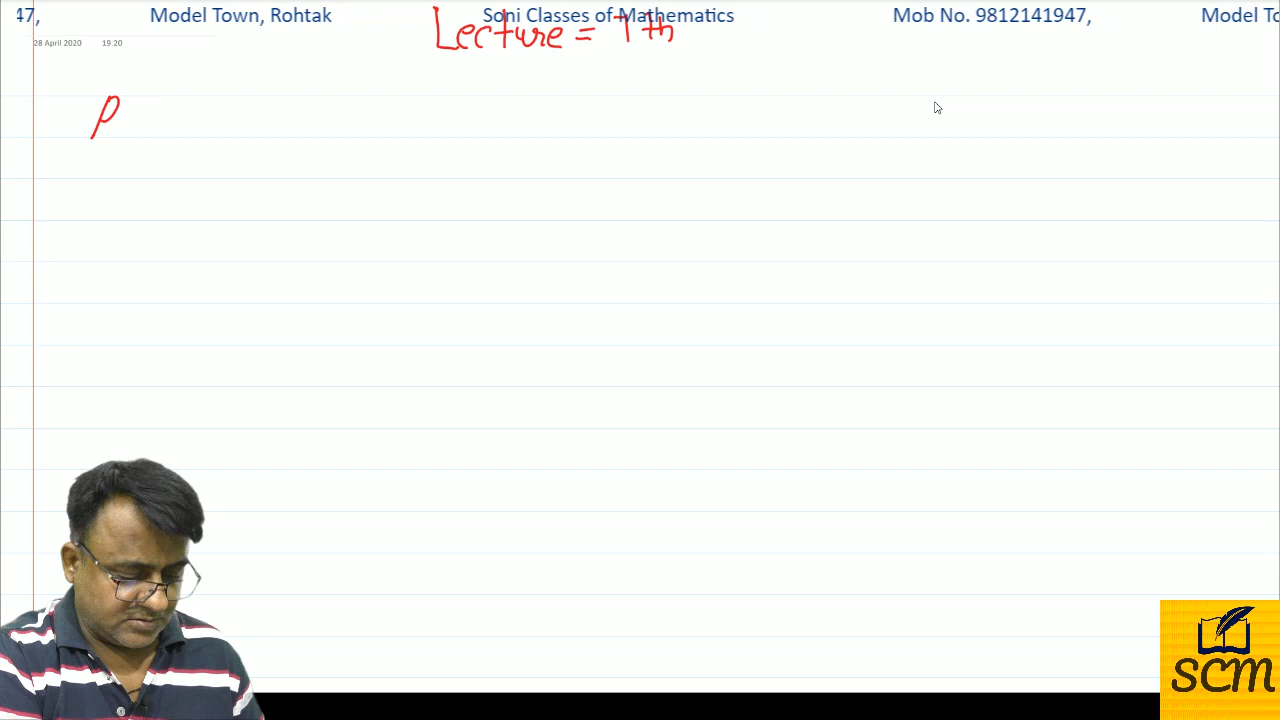 47, Model Town, Rohtak Soni Classes of Mathematics Mob No. 9812141947, Model To
Lecture = 7th
28 April 2020 19:20
P
SCM